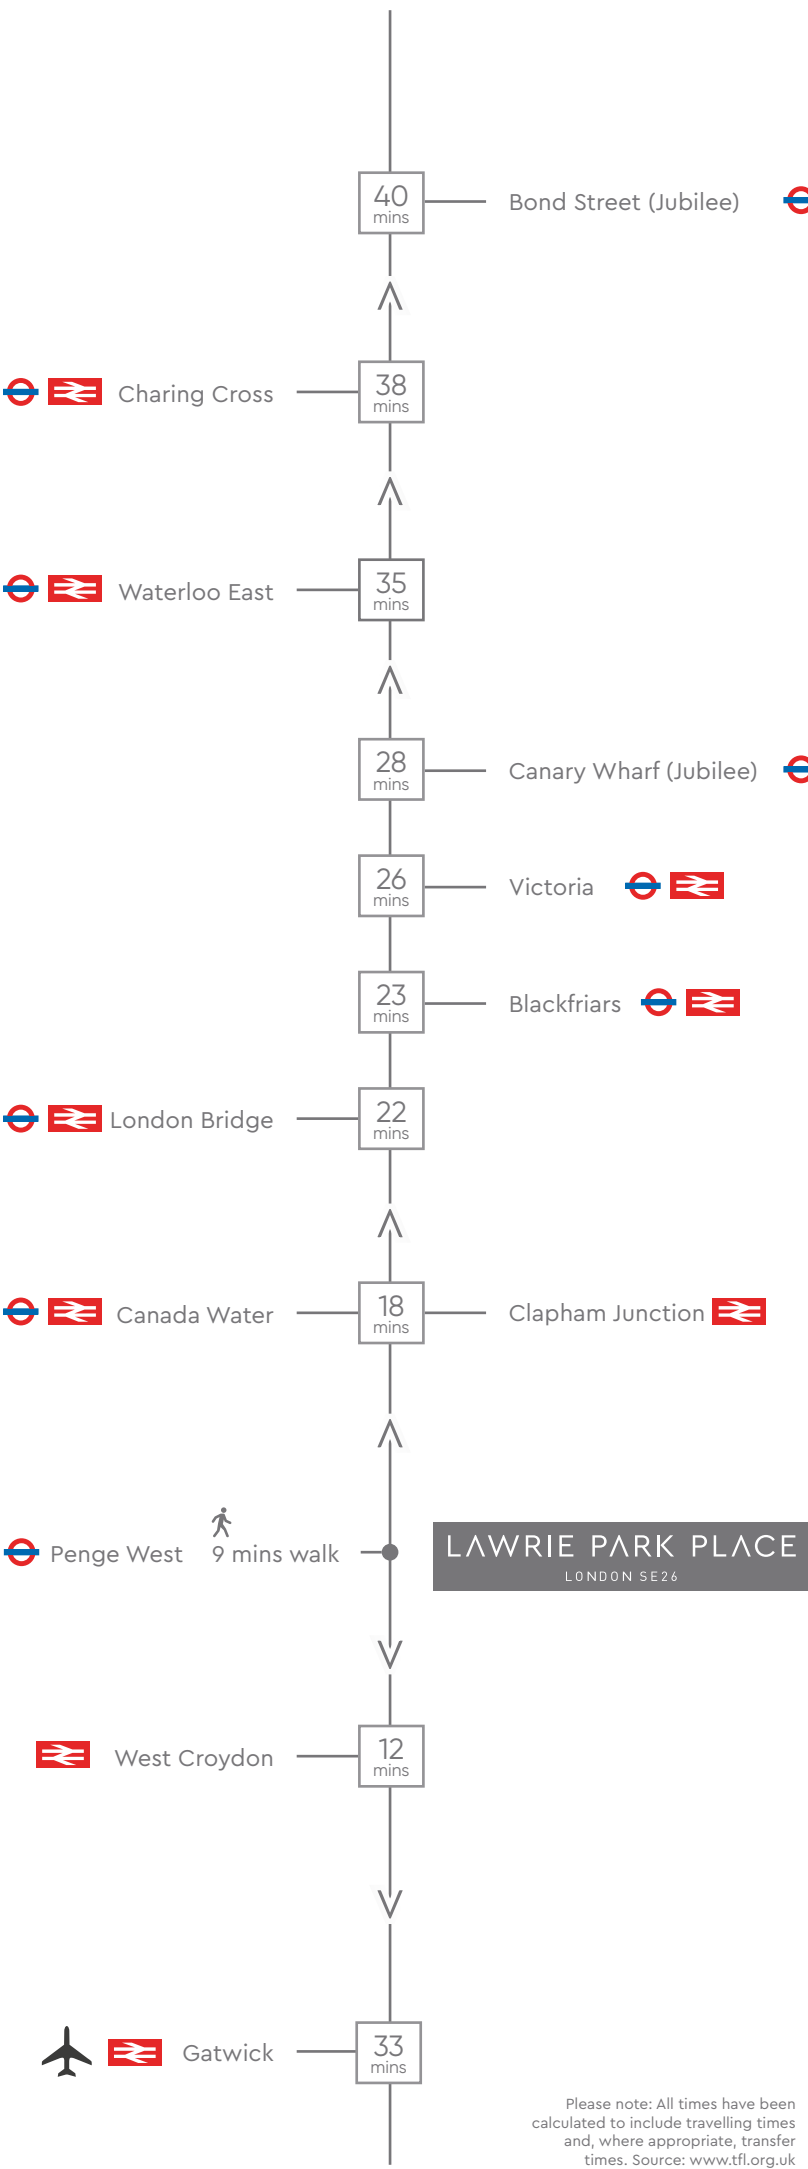 40
mins
Bond Street (Jubilee)
Charing Cross
38
mins
Waterloo East
35
mins
28
mins
Canary Wharf (Jubilee)
26
mins
Victoria
23
mins
Blackfriars
London Bridge
22
mins
Canada Water
18
mins
Clapham Junction
Penge West
9 mins walk
LAWRIE PARK PLACE
LONDON SE26
West Croydon
12
mins
Gatwick
33
mins
Please note: All times have been
calculated to include travelling times
and, where appropriate, transfer
times. Source: www.tfl.org.uk